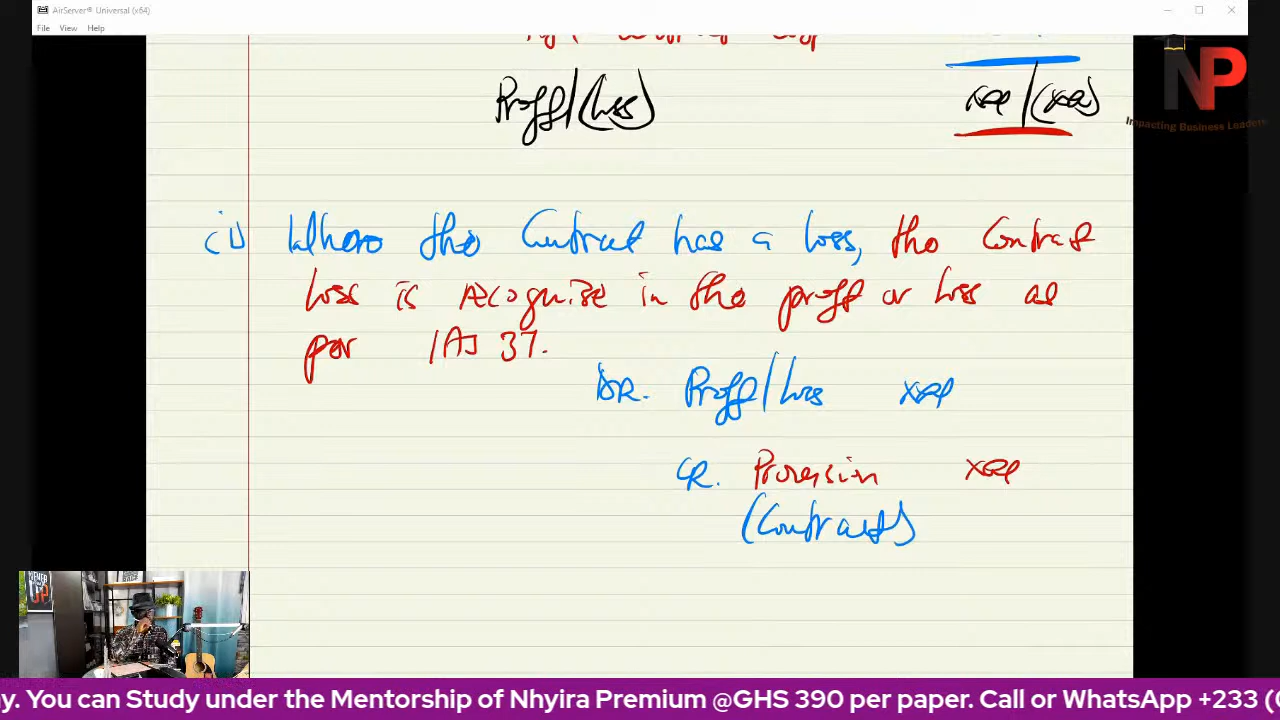 AirServer® Universal (x64)
File View Help
Profit/(Loss) xxx/(xxx)
NP
Impacting Business Leaders
(i) Where the Contract has a loss, the Contract
loss is recognize in the profit or loss as
per IAS 37.
DR. Profit/Loss xxx
CR. Provision xxx
(Contract)
y. You can Study under the Mentorship of Nhyira Premium @GHS 390 per paper. Call or WhatsApp +233 (